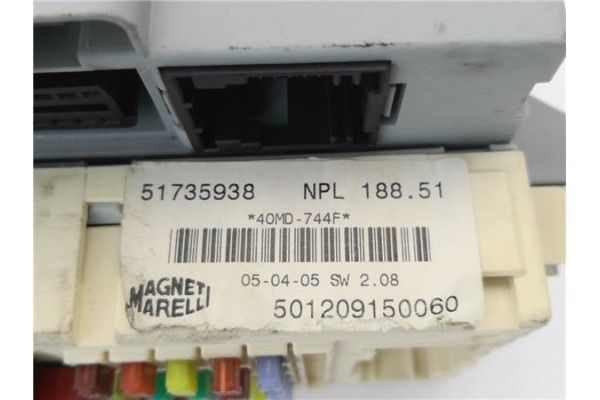 51735938 NPL 188.51
*40MD-744F*
05-04-05 SW 2.08
MAGNETI MARELLI
501209150060